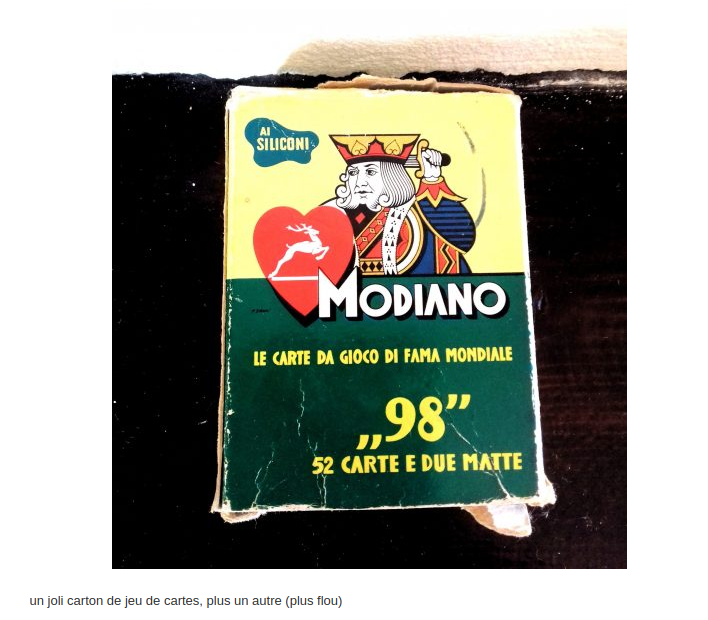 AI
SILICONI
MODIANO
LE CARTE DA GIOCO DI FAMA MONDIALE
„98”
52 CARTE E DUE MATTE
un joli carton de jeu de cartes, plus un autre (plus flou)